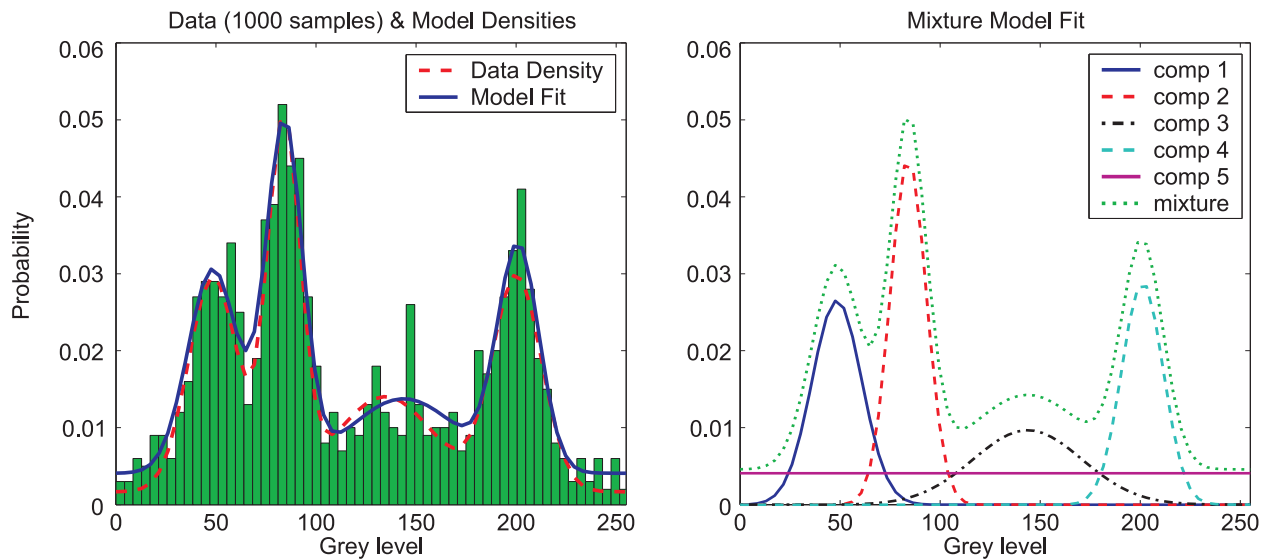 Data (1000 samples) & Model Densities
0.06
0.05
0.04
0.03
0.02
0.01
0
Probability
Data Density
Model Fit
0 50 100 150 200 250
Grey level
Mixture Model Fit
0.06
0.05
0.04
0.03
0.02
0.01
0
comp 1
comp 2
comp 3
comp 4
comp 5
mixture
0 50 100 150 200 250
Grey level